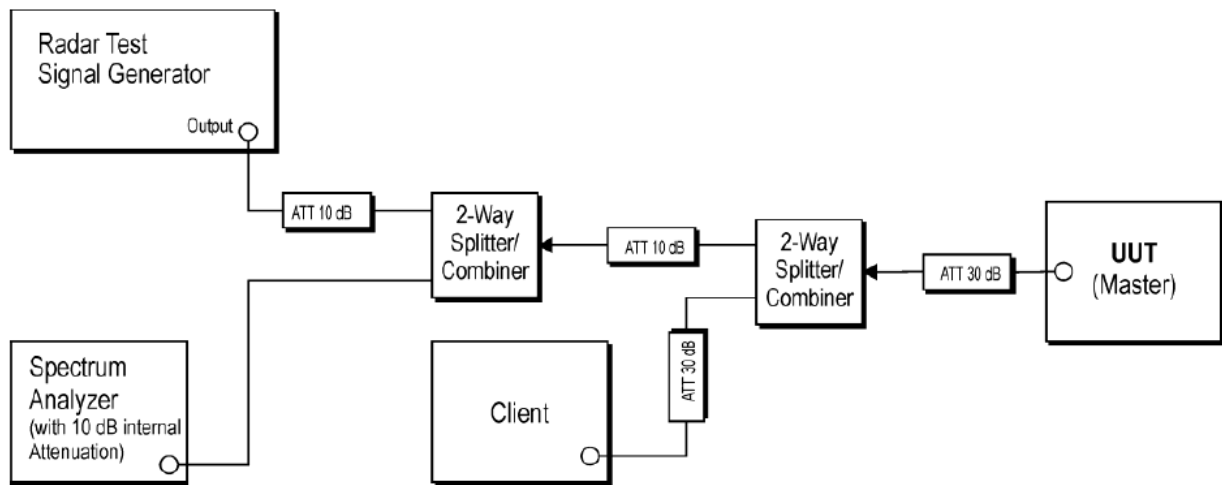 Radar Test
Signal Generator
Output
ATT 10 dB
2-Way
Splitter/
Combiner
ATT 10 dB
2-Way
Splitter/
Combiner
ATT 30 dB
UUT
(Master)
ATT 30 dB
Spectrum
Analyzer
(with 10 dB internal
Attenuation)
Client